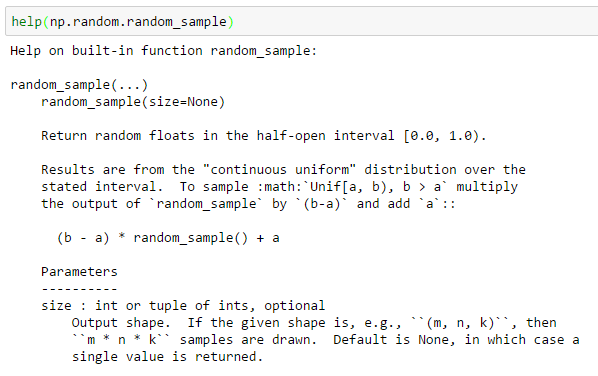 help(np.random.random_sample)
Help on built-in function random_sample:
random_sample(...)
random_sample(size=None)
Return random floats in the half-open interval [0.0, 1.0).
Results are from the "continuous uniform" distribution over the
stated interval.  To sample :math:`Unif[a, b), b > a` multiply
the output of `random_sample` by `(b-a)` and add `a`::
(b - a) * random_sample() + a
Parameters
----------
size : int or tuple of ints, optional
Output shape.  If the given shape is, e.g., ``(m, n, k)``, then
``m * n * k`` samples are drawn.  Default is None, in which case a
single value is returned.